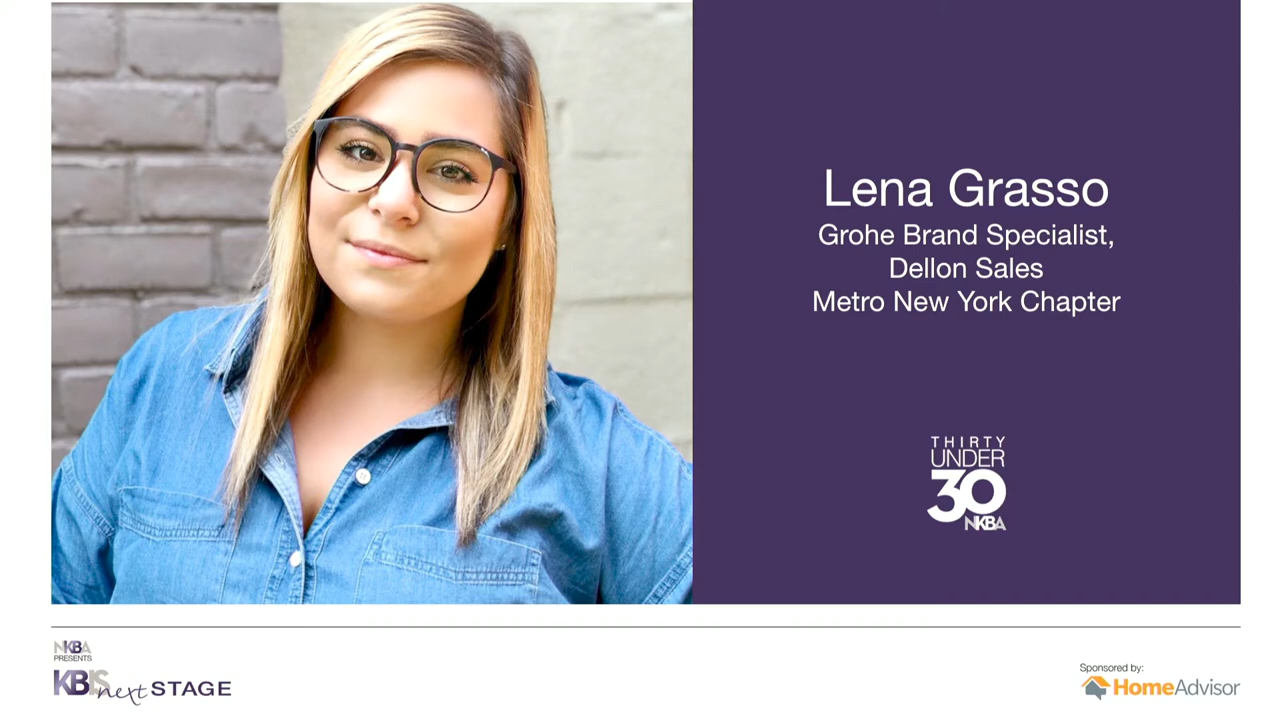 Lena Grasso
Grohe Brand Specialist,
Dellon Sales
Metro New York Chapter
THIRTY
UNDER
30
NKBA
NKBA
PRESENTS
KBIS next STAGE
Sponsored by:
HomeAdvisor